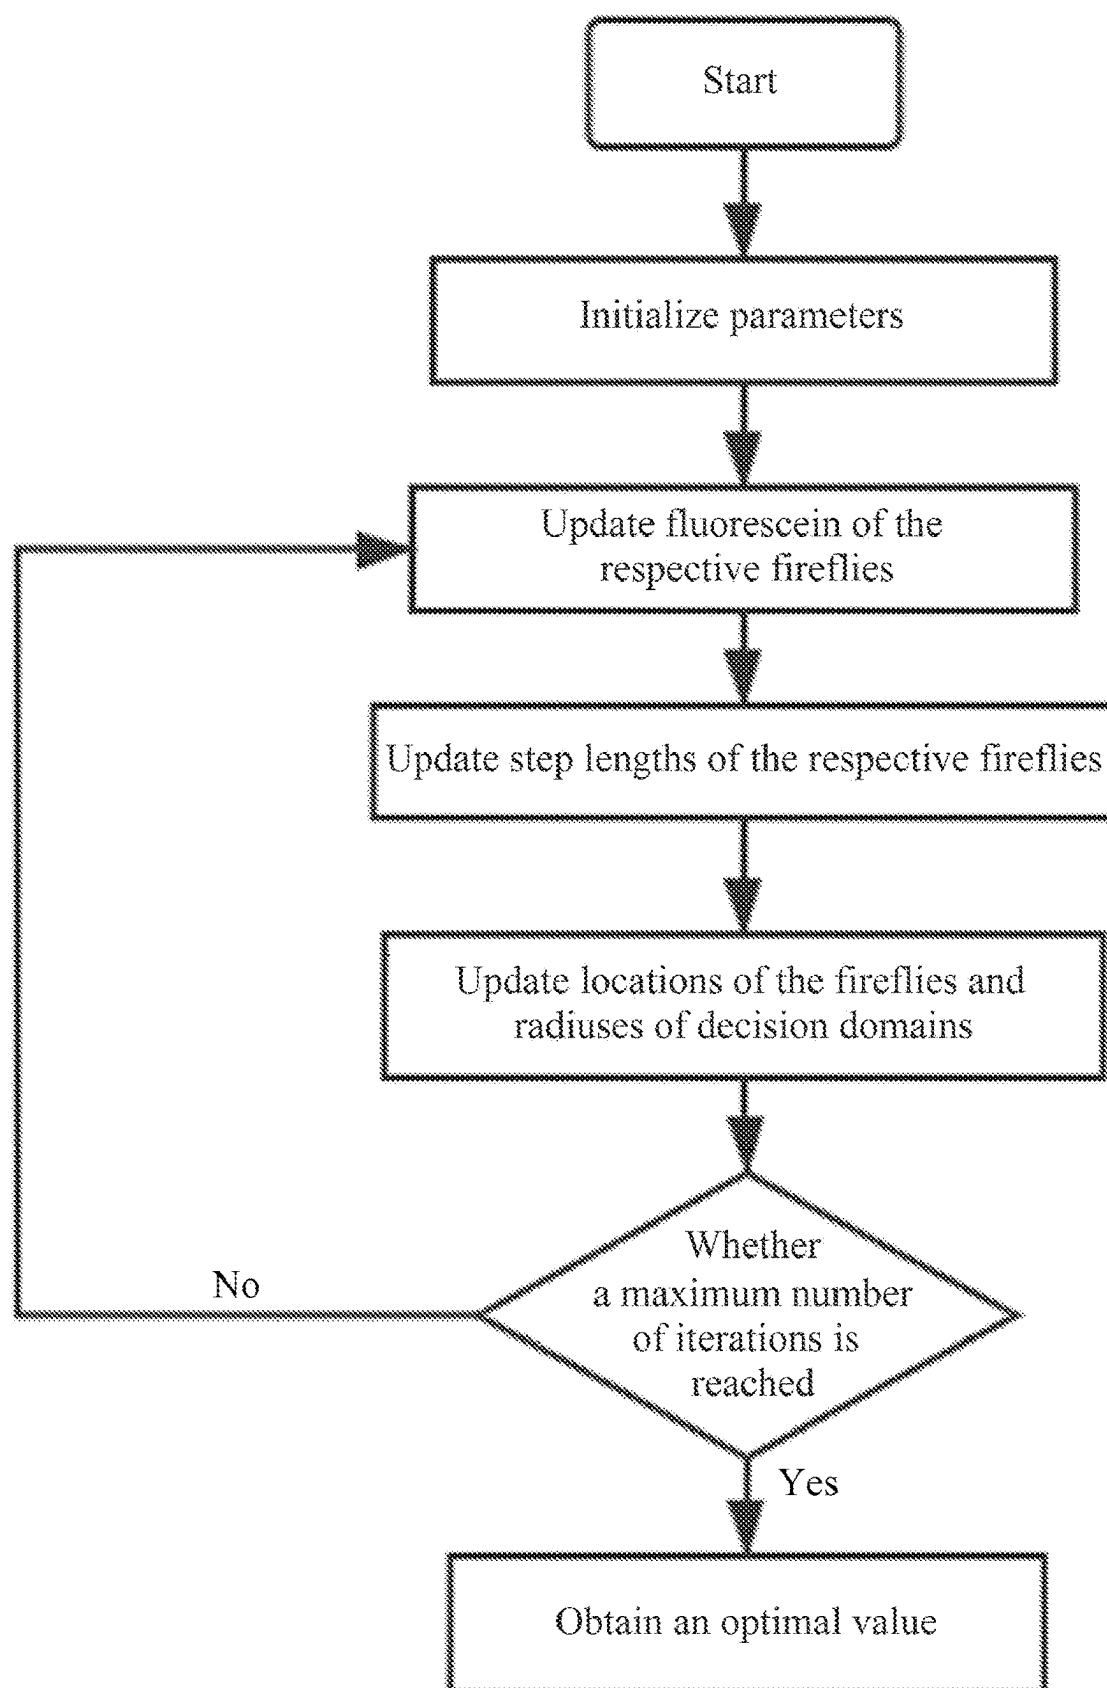 Start
Initialize parameters
Update fluorescein of the
respective fireflies
Update step lengths of the respective fireflies
Update locations of the fireflies and
radiuses of decision domains
Whether
a maximum number
of iterations is
reached
No
Yes
Obtain an optimal value